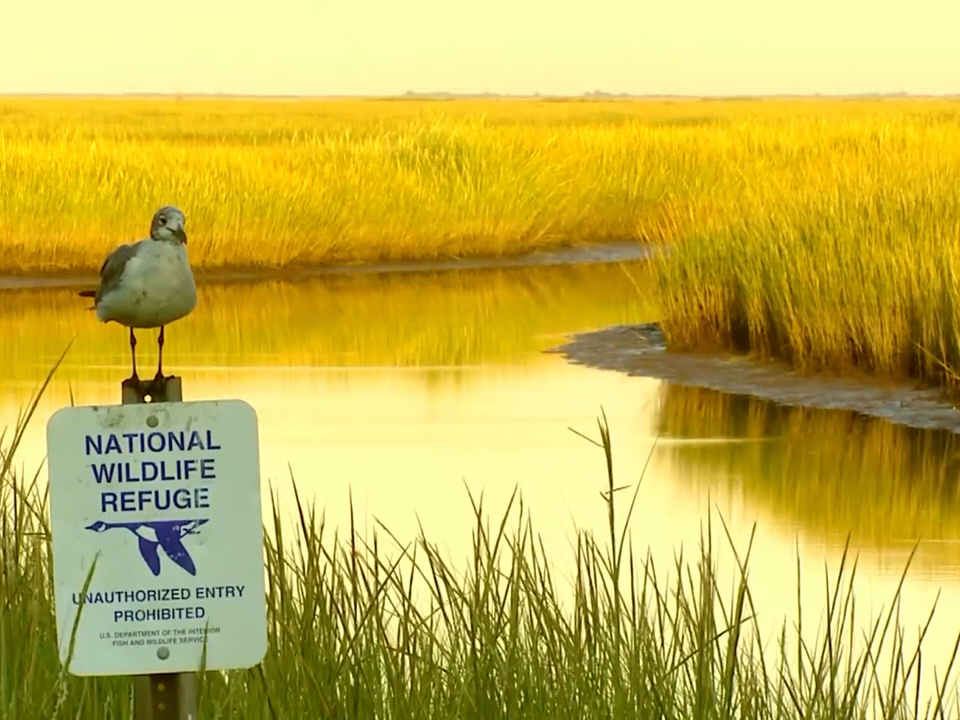 NATIONAL
WILDLIFE
REFUGE
UNAUTHORIZED ENTRY
PROHIBITED
U.S. DEPARTMENT OF THE INTERIOR
FISH AND WILDLIFE SERVICE